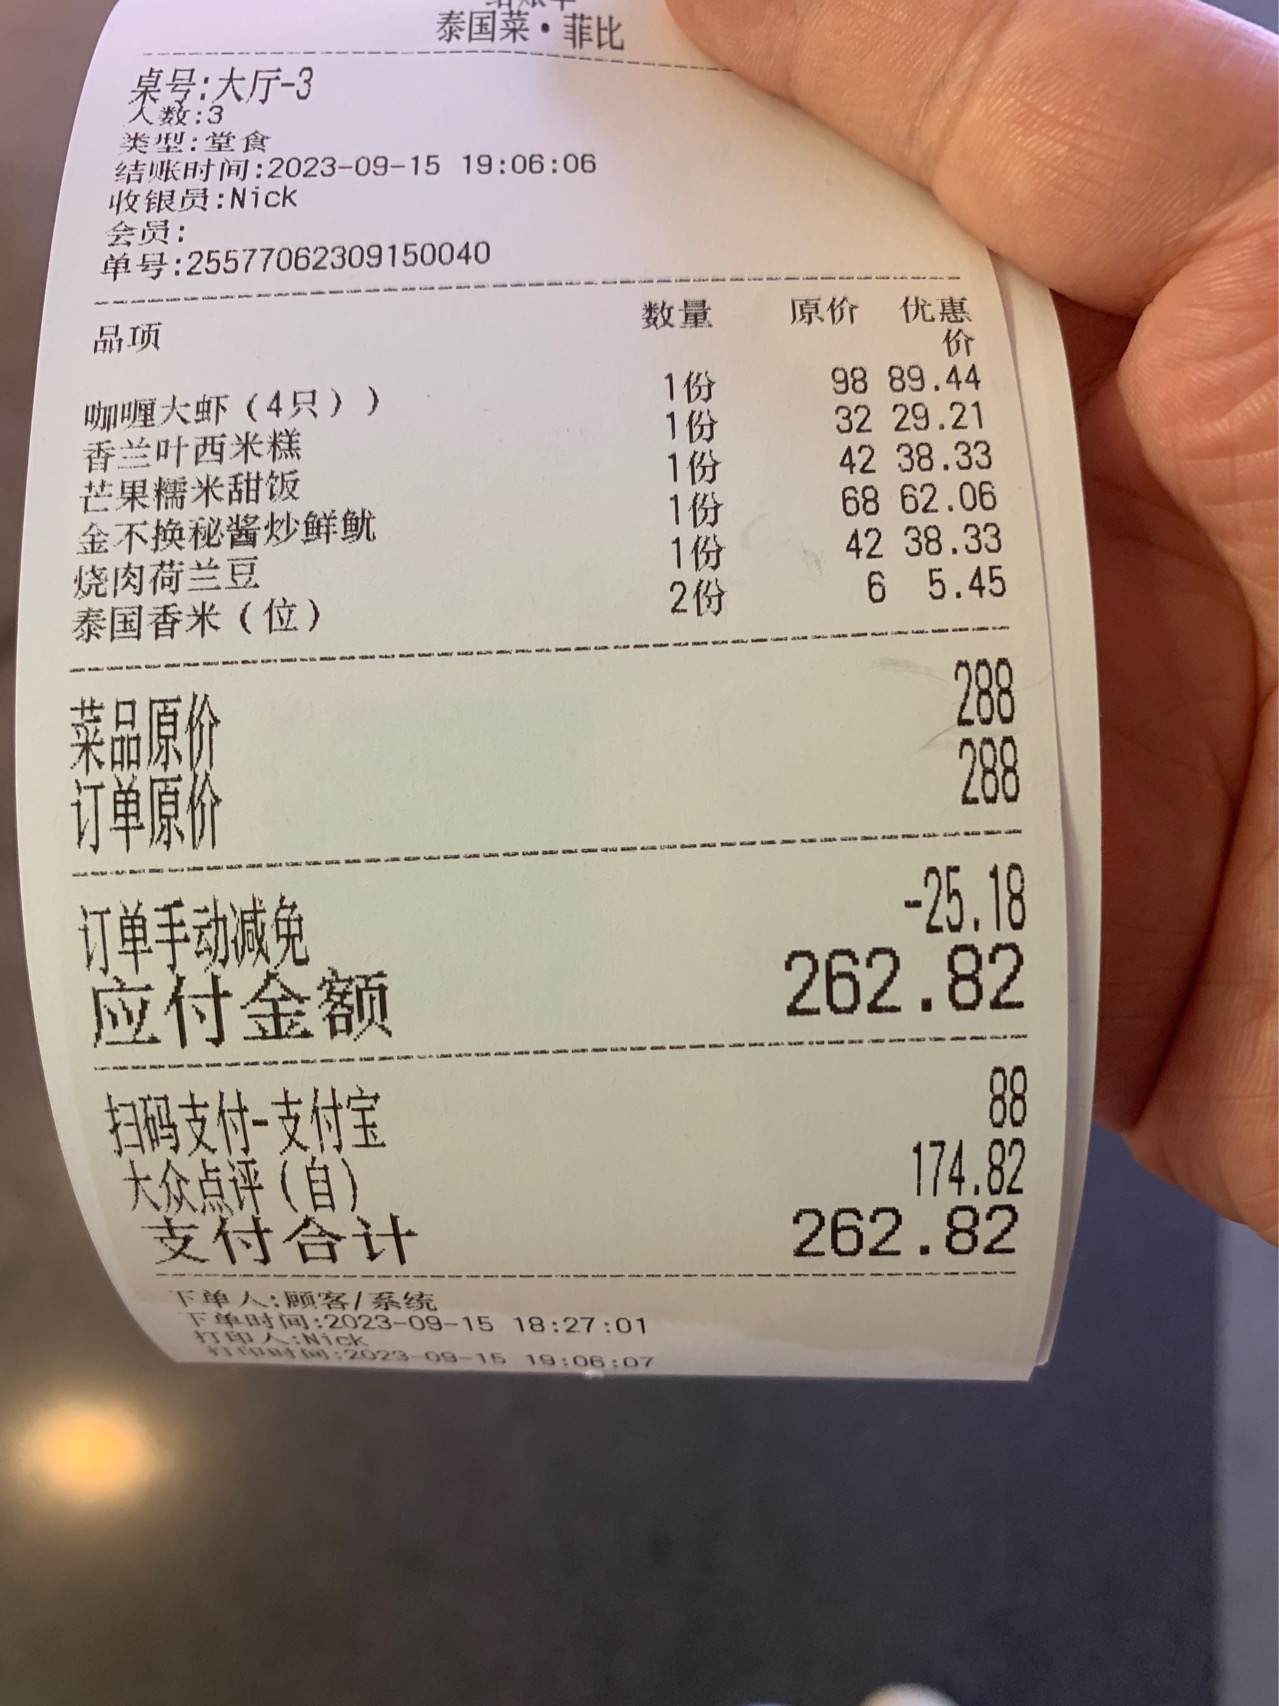 结账单
泰国菜·菲比
桌号:大厅-3
人数:3
类型:堂食
结账时间:2023-09-15 19:06:06
收银员:Nick
会员:
单号:25577062309150040
品项 数量 原价 优惠价
咖喱大虾(4只)) 1份 98 89.44
香兰叶西米糕 1份 32 29.21
芒果糯米甜饭 1份 42 38.33
金不换秘酱炒鲜鱿 1份 68 62.06
烧肉荷兰豆 1份 42 38.33
泰国香米(位) 2份 6 5.45
菜品原价 288
订单原价 288
订单手动减免 -25.18
应付金额 262.82
扫码支付-支付宝 88
大众点评(自) 174.82
支付合计 262.82
下单人:顾客/系统
下单时间:2023-09-15 18:27:01
打印人:Nick
打印时间:2023-09-15 19:06:07